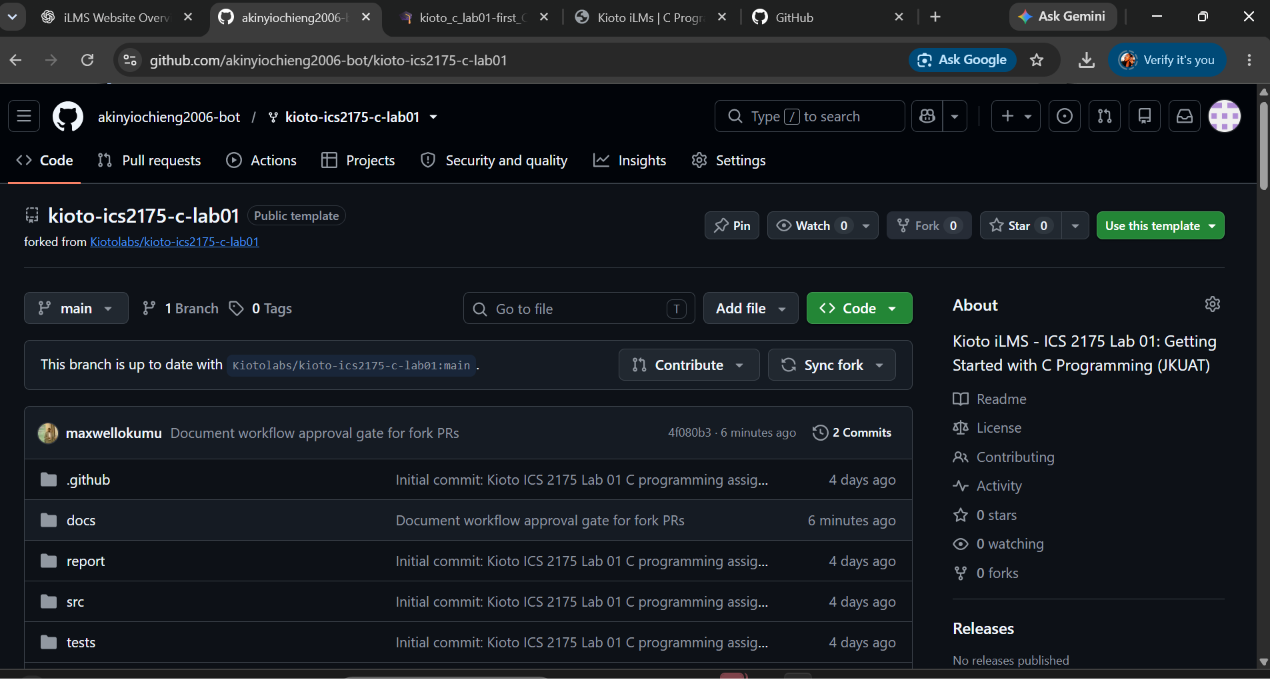 iLMS Website Overv
akinyiochieng2006-b
kioto_c_lab01-first_C
Kioto iLMs | C Progr
GitHub
Ask Gemini
github.com/akinyiochieng2006-bot/kioto-ics2175-c-lab01
Ask Google
Verify it's you
akinyiochieng2006-bot / kioto-ics2175-c-lab01
Type / to search
Code
Pull requests
Actions
Projects
Security and quality
Insights
Settings
kioto-ics2175-c-lab01 Public template
Pin
Watch 0
Fork 0
Star 0
Use this template
forked from Kiotolabs/kioto-ics2175-c-lab01
main
1 Branch
0 Tags
Go to file T
Add file
Code
This branch is up to date with Kiotolabs/kioto-ics2175-c-lab01:main .
Contribute
Sync fork
maxwellokumu Document workflow approval gate for fork PRs 4f080b3 · 6 minutes ago 2 Commits
.github Initial commit: Kioto ICS 2175 Lab 01 C programming assig... 4 days ago
docs Document workflow approval gate for fork PRs 6 minutes ago
report Initial commit: Kioto ICS 2175 Lab 01 C programming assig... 4 days ago
src Initial commit: Kioto ICS 2175 Lab 01 C programming assig... 4 days ago
tests Initial commit: Kioto ICS 2175 Lab 01 C programming assig... 4 days ago
About
Kioto iLMS - ICS 2175 Lab 01: Getting
Started with C Programming (JKUAT)
Readme
License
Contributing
Activity
0 stars
0 watching
0 forks
Releases
No releases published